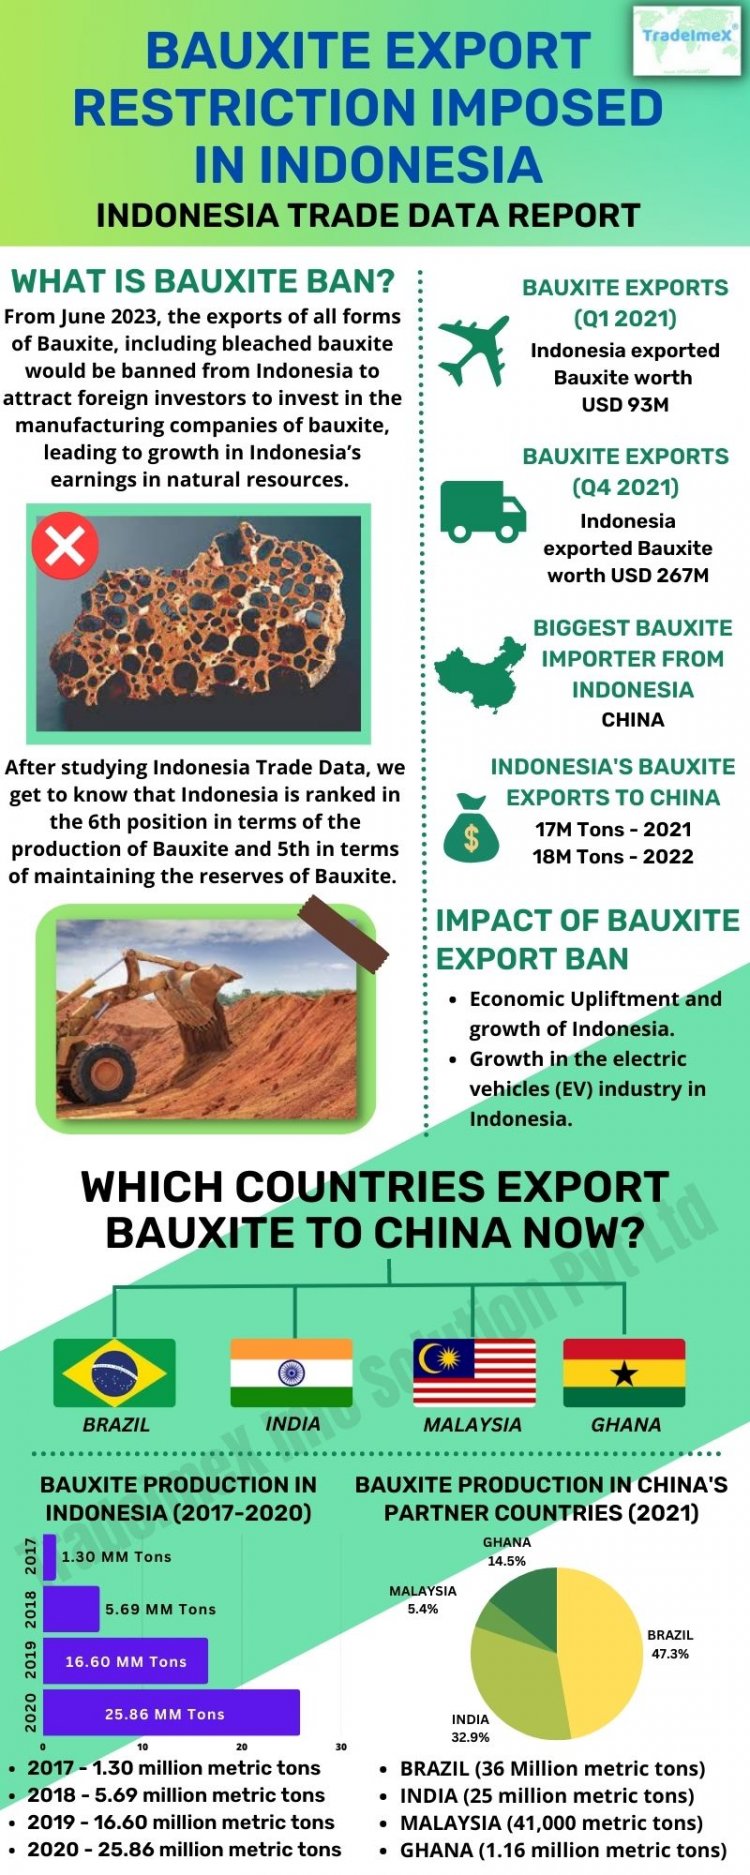 TradeImeX®
BAUXITE EXPORT
RESTRICTION IMPOSED
IN INDONESIA
INDONESIA TRADE DATA REPORT
WHAT IS BAUXITE BAN?
From June 2023, the exports of all forms
of Bauxite, including bleached bauxite
would be banned from Indonesia to
attract foreign investors to invest in the
manufacturing companies of bauxite,
leading to growth in Indonesia’s
earnings in natural resources.
After studying Indonesia Trade Data, we
get to know that Indonesia is ranked in
the 6th position in terms of the
production of Bauxite and 5th in terms
of maintaining the reserves of Bauxite.
BAUXITE EXPORTS
(Q1 2021)
Indonesia exported
Bauxite worth
USD 93M
BAUXITE EXPORTS
(Q4 2021)
Indonesia
exported Bauxite
worth USD 267M
BIGGEST BAUXITE
IMPORTER FROM
INDONESIA
CHINA
INDONESIA'S BAUXITE
EXPORTS TO CHINA
$
17M Tons - 2021
18M Tons - 2022
IMPACT OF BAUXITE
EXPORT BAN
• Economic Upliftment and
growth of Indonesia.
• Growth in the electric
vehicles (EV) industry in
Indonesia.
WHICH COUNTRIES EXPORT
BAUXITE TO CHINA NOW?
BRAZIL
INDIA
MALAYSIA
GHANA
TradeImeX Info Solution Pvt Ltd
BAUXITE PRODUCTION IN
INDONESIA (2017-2020)
2017
1.30 MM Tons
2018
5.69 MM Tons
2019
16.60 MM Tons
2020
25.86 MM Tons
0 10 20 30
• 2017 - 1.30 million metric tons
• 2018 - 5.69 million metric tons
• 2019 - 16.60 million metric tons
• 2020 - 25.86 million metric tons
BAUXITE PRODUCTION IN CHINA'S
PARTNER COUNTRIES (2021)
GHANA
14.5%
MALAYSIA
5.4%
BRAZIL
47.3%
INDIA
32.9%
• BRAZIL (36 Million metric tons)
• INDIA (25 million metric tons)
• MALAYSIA (41,000 metric tons)
• GHANA (1.16 million metric tons)